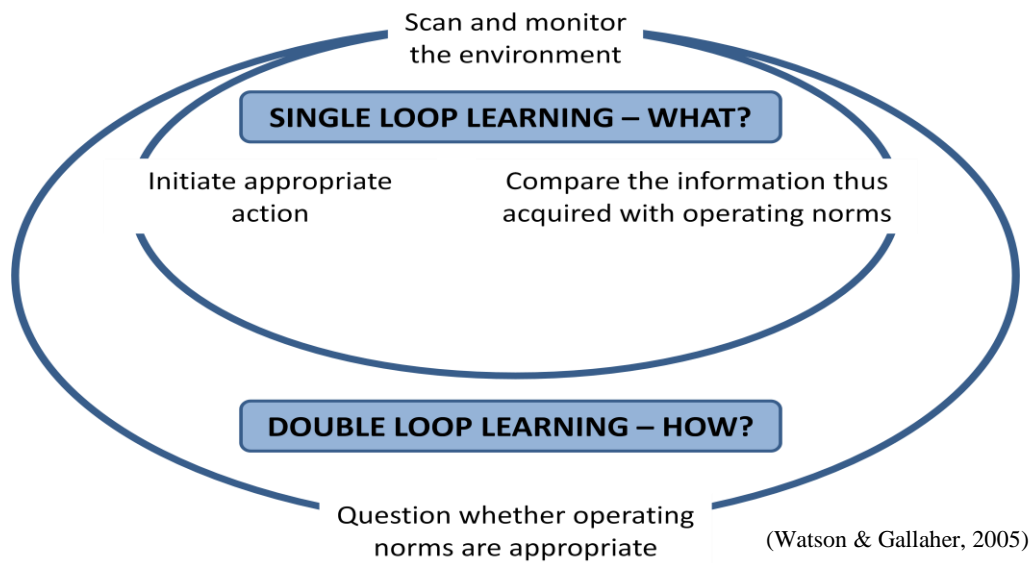 Scan and monitor
the environment
SINGLE LOOP LEARNING – WHAT?
Initiate appropriate
action
Compare the information thus
acquired with operating norms
DOUBLE LOOP LEARNING – HOW?
Question whether operating
norms are appropriate
(Watson & Gallaher, 2005)